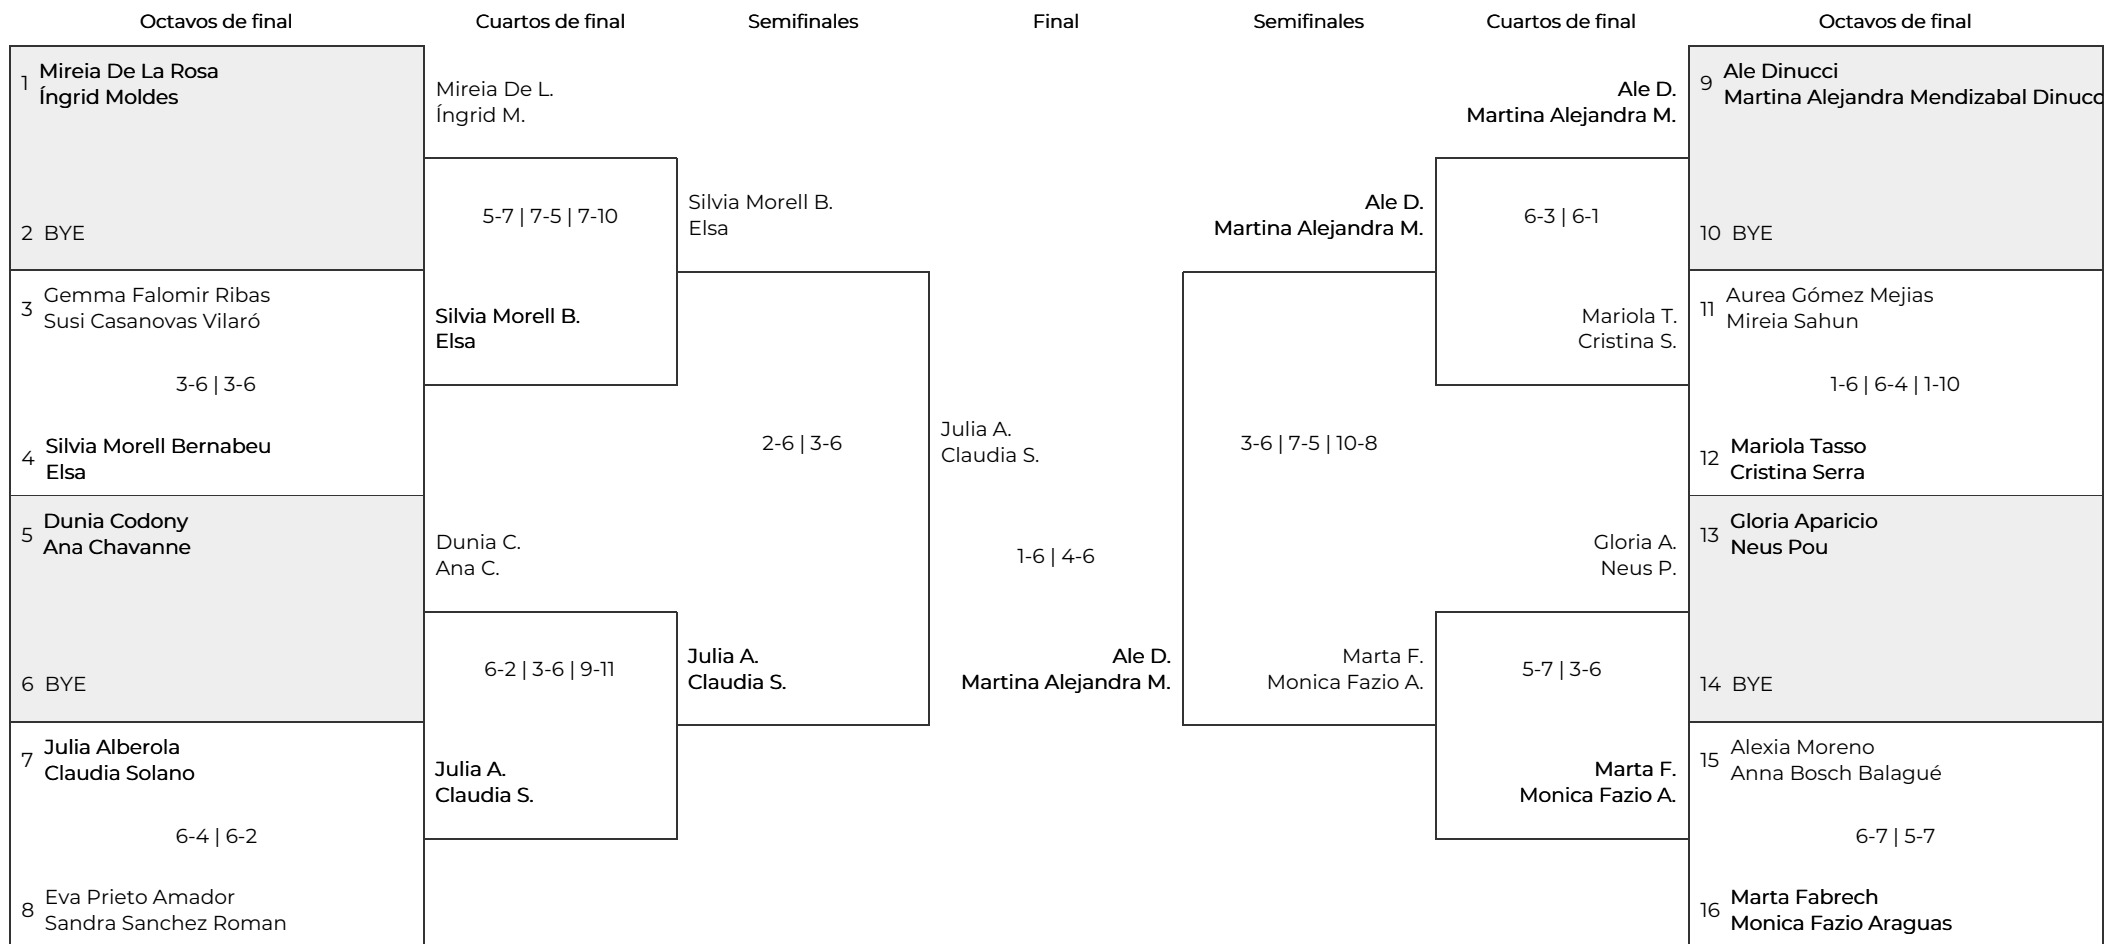 Octavos de final
Cuartos de final
Semifinales
Final
Semifinales
Cuartos de final
Octavos de final
1
Mireia De La Rosa
Íngrid Moldes
2 BYE
3
Gemma Falomir Ribas
Susi Casanovas Vilaró
3-6 | 3-6
4
Silvia Morell Bernabeu
Elsa
5
Dunia Codony
Ana Chavanne
6 BYE
7
Julia Alberola
Claudia Solano
6-4 | 6-2
8
Eva Prieto Amador
Sandra Sanchez Roman
Mireia De L.
Íngrid M.
5-7 | 7-5 | 7-10
Silvia Morell B.
Elsa
Dunia C.
Ana C.
6-2 | 3-6 | 9-11
Julia A.
Claudia S.
Silvia Morell B.
Elsa
2-6 | 3-6
Julia A.
Claudia S.
Julia A.
Claudia S.
1-6 | 4-6
Ale D.
Martina Alejandra M.
Ale D.
Martina Alejandra M.
3-6 | 7-5 | 10-8
Marta F.
Monica Fazio A.
Ale D.
Martina Alejandra M.
6-3 | 6-1
Mariola T.
Cristina S.
Gloria A.
Neus P.
5-7 | 3-6
Marta F.
Monica Fazio A.
9
Ale Dinucci
Martina Alejandra Mendizabal Dinucc
10 BYE
11
Aurea Gómez Mejias
Mireia Sahun
1-6 | 6-4 | 1-10
12
Mariola Tasso
Cristina Serra
13
Gloria Aparicio
Neus Pou
14 BYE
15
Alexia Moreno
Anna Bosch Balagué
6-7 | 5-7
16
Marta Fabrech
Monica Fazio Araguas